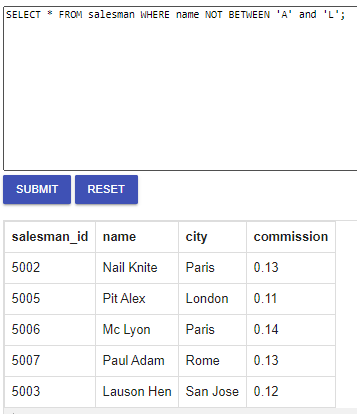 SELECT * FROM salesman WHERE name NOT BETWEEN 'A' and 'L';
SUBMIT RESET
salesman_id name city commission
5002 Nail Knite Paris 0.13
5005 Pit Alex London 0.11
5006 Mc Lyon Paris 0.14
5007 Paul Adam Rome 0.13
5003 Lauson Hen San Jose 0.12